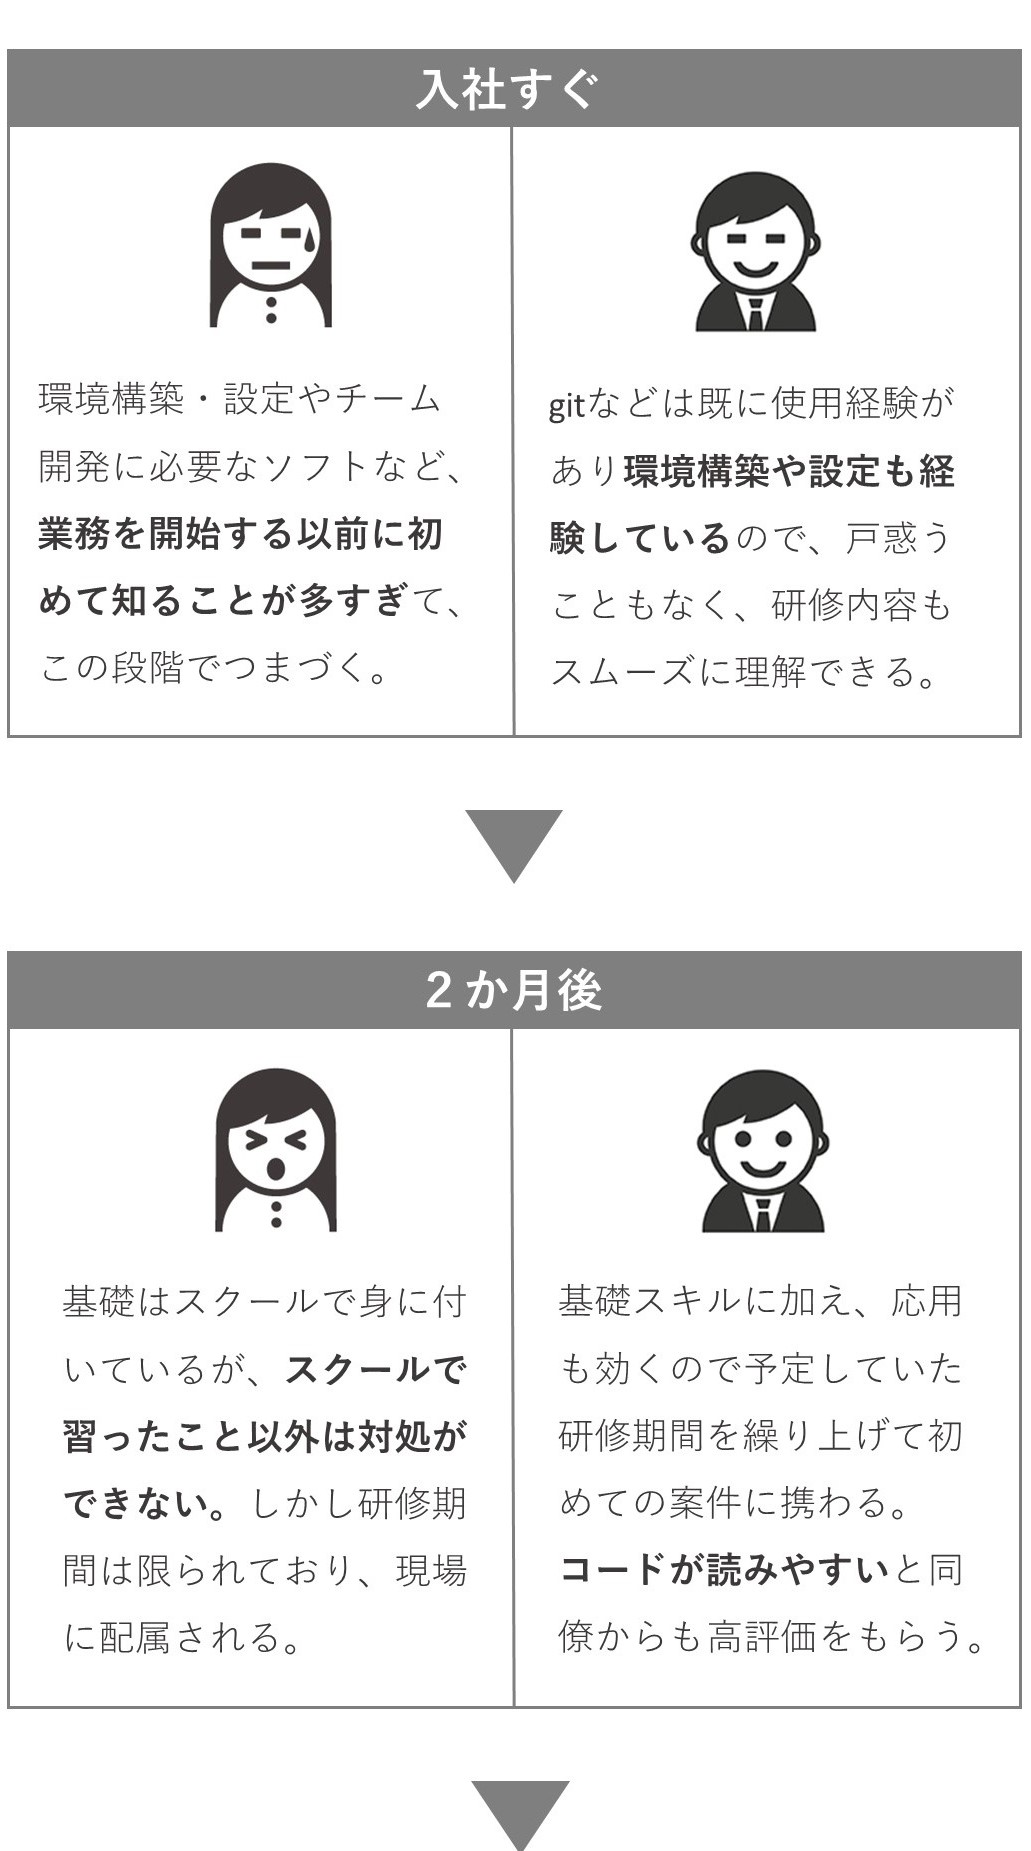 入社すぐ
環境構築・設定やチーム
開発に必要なソフトなど、
業務を開始する以前に初
めて知ることが多すぎて、
この段階でつまづく。
gitなどは既に使用経験が
あり環境構築や設定も経
験しているので、戸惑う
こともなく、研修内容も
スムーズに理解できる。
２か月後
基礎はスクールで身に付
いているが、スクールで
習ったこと以外は対処が
できない。しかし研修期
間は限られており、現場
に配属される。
基礎スキルに加え、応用
も効くので予定していた
研修期間を繰り上げて初
めての案件に携わる。
コードが読みやすいと同
僚からも高評価をもらう。